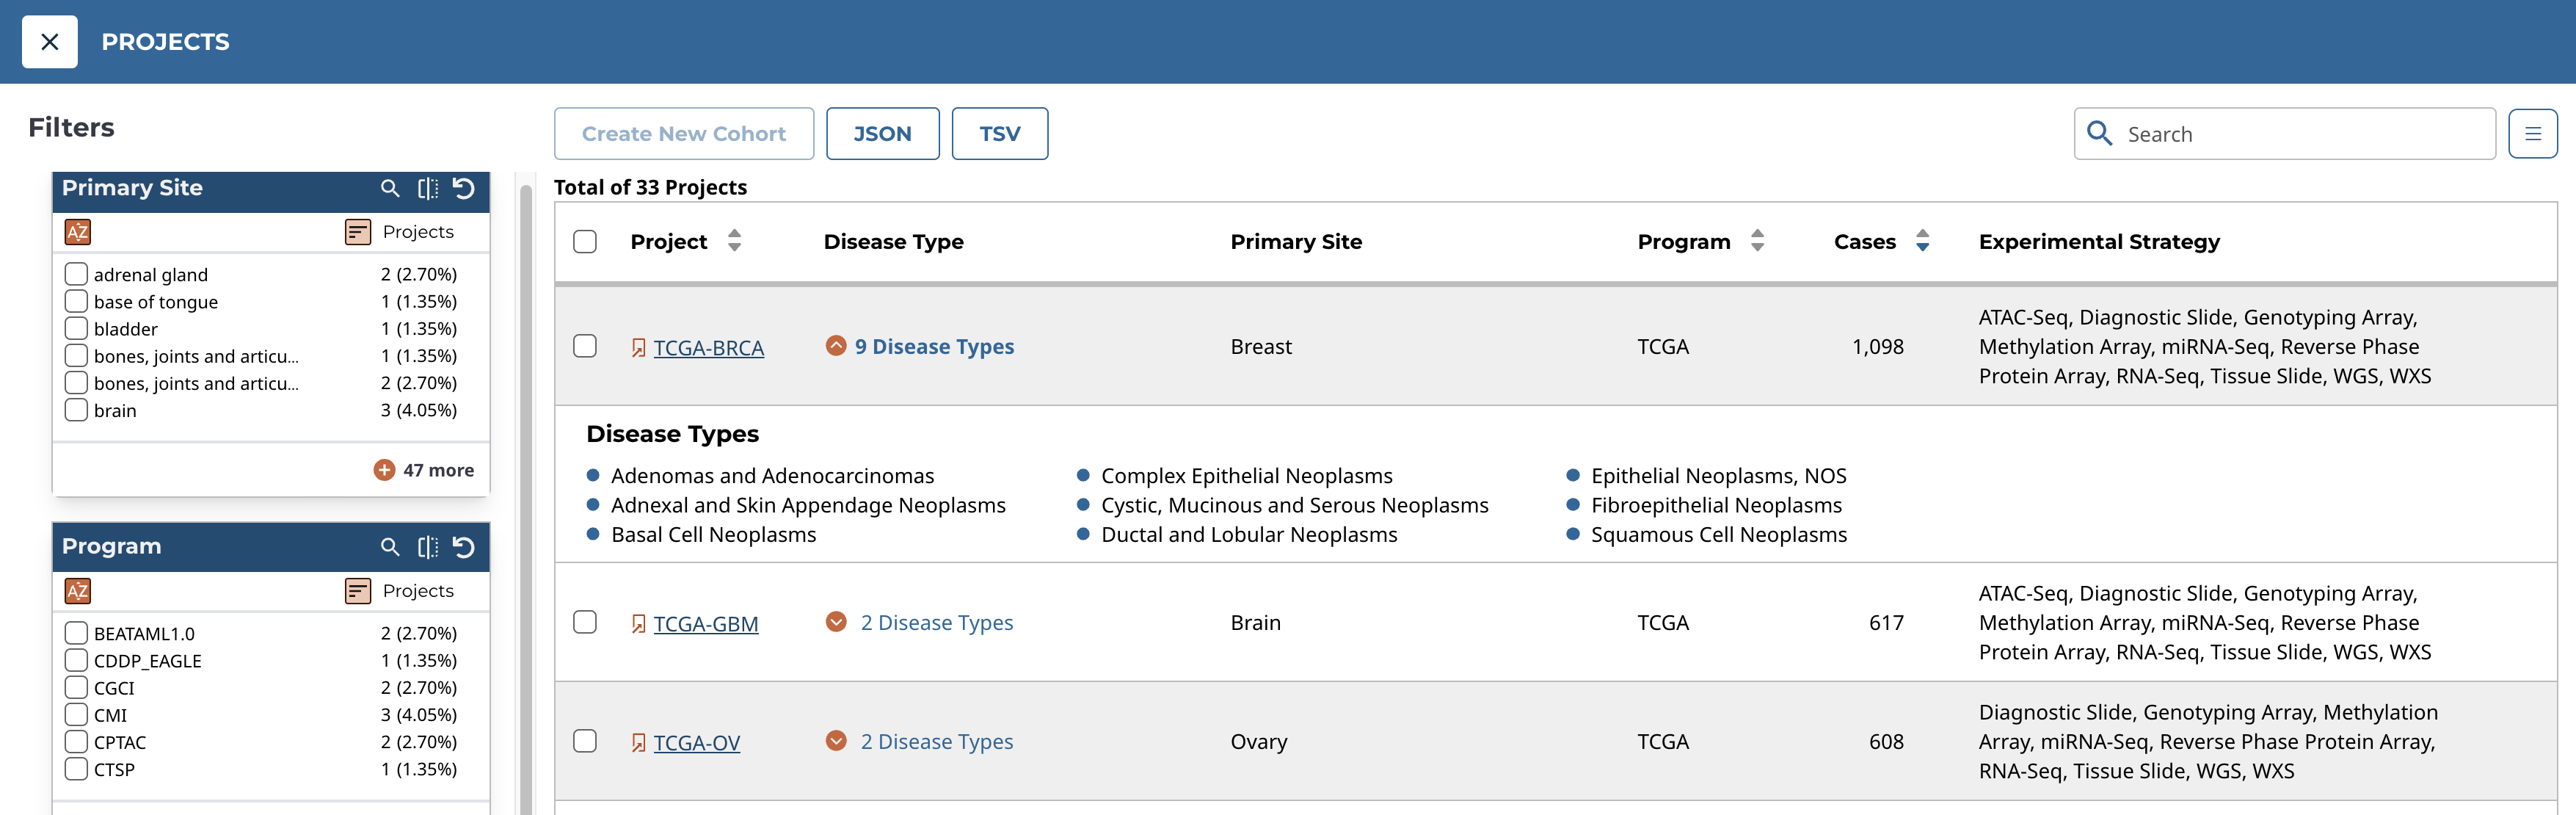 PROJECTS
Filters
Create New Cohort
JSON
TSV
Search
Primary Site
Projects
adrenal gland 2 (2.70%)
base of tongue 1 (1.35%)
bladder 1 (1.35%)
bones, joints and articu... 1 (1.35%)
bones, joints and articu... 2 (2.70%)
brain 3 (4.05%)
47 more
Program
Projects
BEATAML1.0 2 (2.70%)
CDDP_EAGLE 1 (1.35%)
CGCI 2 (2.70%)
CMI 3 (4.05%)
CPTAC 2 (2.70%)
CTSP 1 (1.35%)
Total of 33 Projects
Project Disease Type Primary Site Program Cases Experimental Strategy
TCGA-BRCA 9 Disease Types Breast TCGA 1,098
ATAC-Seq, Diagnostic Slide, Genotyping Array,
Methylation Array, miRNA-Seq, Reverse Phase
Protein Array, RNA-Seq, Tissue Slide, WGS, WXS
Disease Types
Adenomas and Adenocarcinomas
Adnexal and Skin Appendage Neoplasms
Basal Cell Neoplasms
Complex Epithelial Neoplasms
Cystic, Mucinous and Serous Neoplasms
Ductal and Lobular Neoplasms
Epithelial Neoplasms, NOS
Fibroepithelial Neoplasms
Squamous Cell Neoplasms
TCGA-GBM 2 Disease Types Brain TCGA 617
ATAC-Seq, Diagnostic Slide, Genotyping Array,
Methylation Array, miRNA-Seq, Reverse Phase
Protein Array, RNA-Seq, Tissue Slide, WGS, WXS
TCGA-OV 2 Disease Types Ovary TCGA 608
Diagnostic Slide, Genotyping Array, Methylation
Array, miRNA-Seq, Reverse Phase Protein Array,
RNA-Seq, Tissue Slide, WGS, WXS